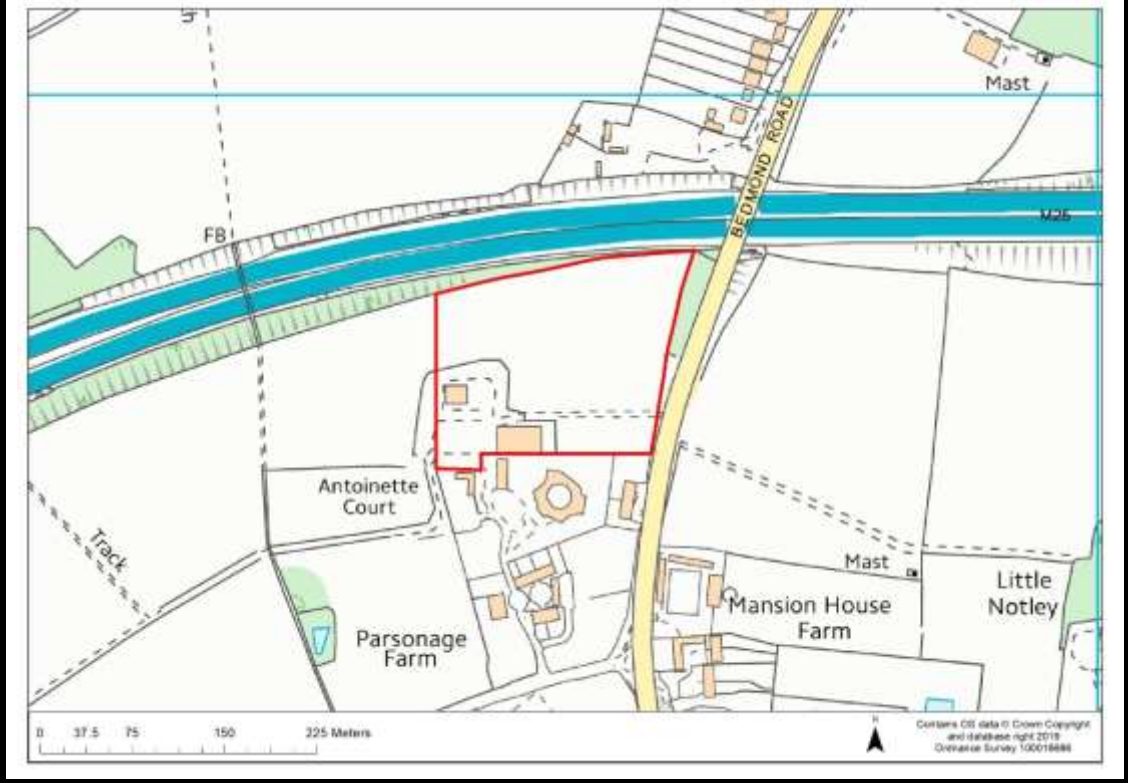 Mast
BEDMOND ROAD
FB
M25
Antoinette
Court
Track
Mast
Little
Notley
Mansion House
Farm
Parsonage
Farm
0 37.5 75 150 225 Meters
N
Contains OS data © Crown Copyright
and database right 2019
Ordnance Survey 100018686